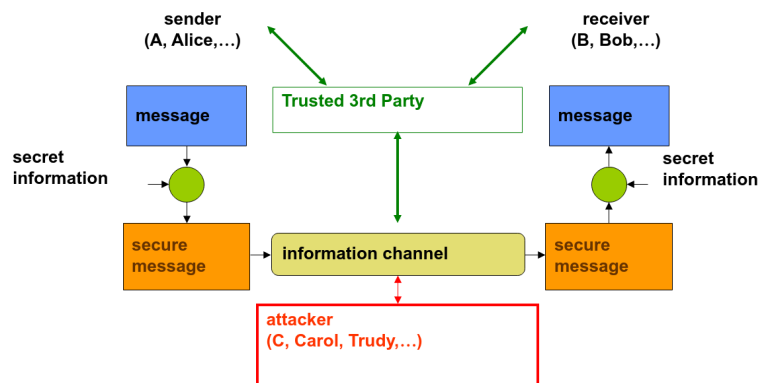 sender
(A, Alice,…)
receiver
(B, Bob,…)
Trusted 3rd Party
message
message
secret
information
secret
information
secure
message
information channel
secure
message
attacker
(C, Carol, Trudy,…)